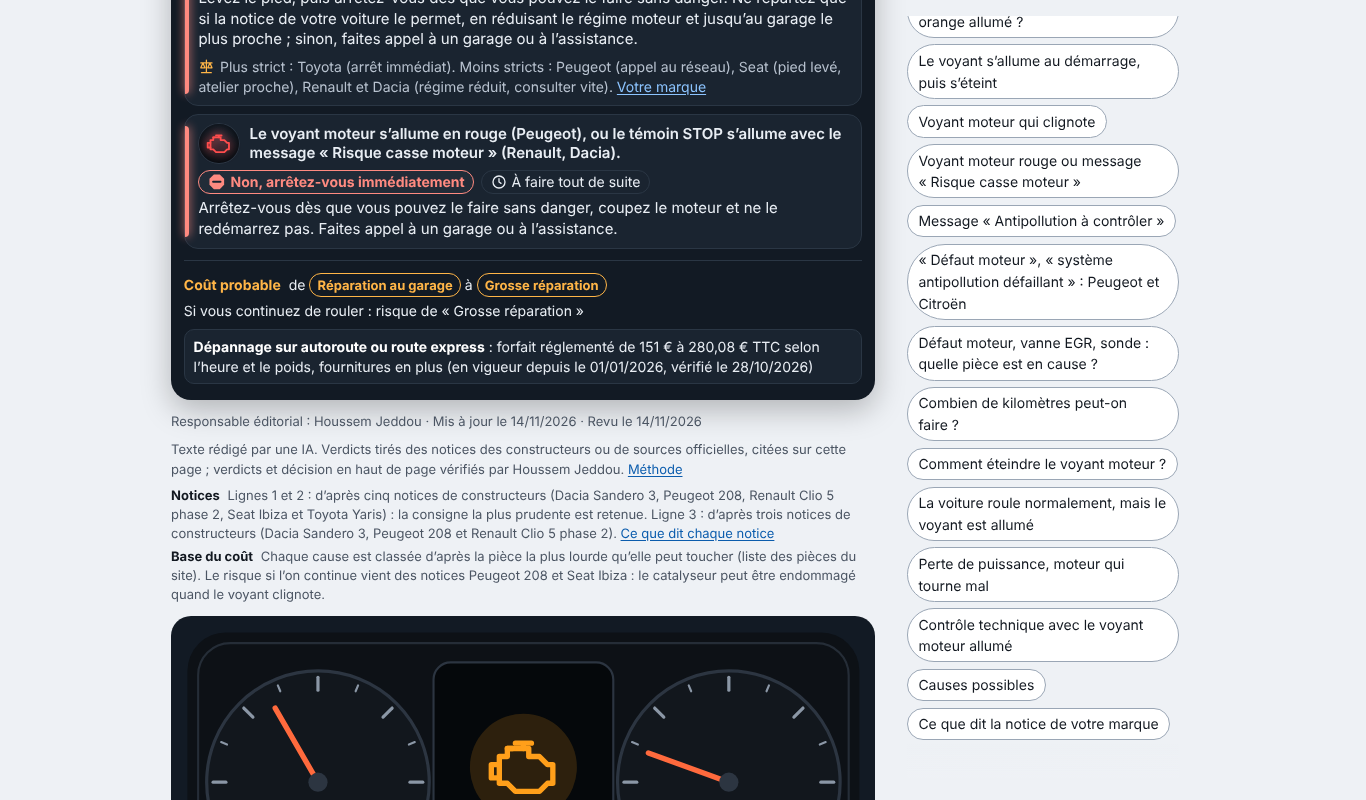 Levez le pied, puis arrêtez-vous dès que vous pouvez le faire sans danger. Ne repartez que
si la notice de votre voiture le permet, en réduisant le régime moteur et jusqu’au garage le
plus proche ; sinon, faites appel à un garage ou à l’assistance.
Plus strict : Toyota (arrêt immédiat). Moins stricts : Peugeot (appel au réseau), Seat (pied levé,
atelier proche), Renault et Dacia (régime réduit, consulter vite). Votre marque
Le voyant moteur s’allume en rouge (Peugeot), ou le témoin STOP s’allume avec le
message « Risque casse moteur » (Renault, Dacia).
Non, arrêtez-vous immédiatement
À faire tout de suite
Arrêtez-vous dès que vous pouvez le faire sans danger, coupez le moteur et ne le
redémarrez pas. Faites appel à un garage ou à l’assistance.
Coût probable de Réparation au garage à Grosse réparation
Si vous continuez de rouler : risque de « Grosse réparation »
Dépannage sur autoroute ou route express : forfait réglementé de 151 € à 280,08 € TTC selon
l’heure et le poids, fournitures en plus (en vigueur depuis le 01/01/2026, vérifié le 28/10/2026)
Responsable éditorial : Houssem Jeddou · Mis à jour le 14/11/2026 · Revu le 14/11/2026
Texte rédigé par une IA. Verdicts tirés des notices des constructeurs ou de sources officielles, citées sur cette
page ; verdicts et décision en haut de page vérifiés par Houssem Jeddou. Méthode
Notices Lignes 1 et 2 : d’après cinq notices de constructeurs (Dacia Sandero 3, Peugeot 208, Renault Clio 5
phase 2, Seat Ibiza et Toyota Yaris) : la consigne la plus prudente est retenue. Ligne 3 : d’après trois notices de
constructeurs (Dacia Sandero 3, Peugeot 208 et Renault Clio 5 phase 2). Ce que dit chaque notice
Base du coût Chaque cause est classée d’après la pièce la plus lourde qu’elle peut toucher (liste des pièces du
site). Le risque si l’on continue vient des notices Peugeot 208 et Seat Ibiza : le catalyseur peut être endommagé
quand le voyant clignote.
orange allumé ?
Le voyant s’allume au démarrage,
puis s’éteint
Voyant moteur qui clignote
Voyant moteur rouge ou message
« Risque casse moteur »
Message « Antipollution à contrôler »
« Défaut moteur », « système
antipollution défaillant » : Peugeot et
Citroën
Défaut moteur, vanne EGR, sonde :
quelle pièce est en cause ?
Combien de kilomètres peut-on
faire ?
Comment éteindre le voyant moteur ?
La voiture roule normalement, mais le
voyant est allumé
Perte de puissance, moteur qui
tourne mal
Contrôle technique avec le voyant
moteur allumé
Causes possibles
Ce que dit la notice de votre marque